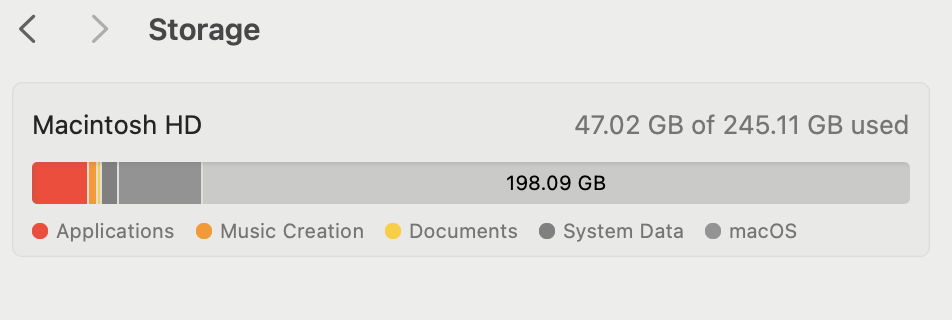 Storage
Macintosh HD
47.02 GB of 245.11 GB used
198.09 GB
Applications Music Creation Documents System Data macOS